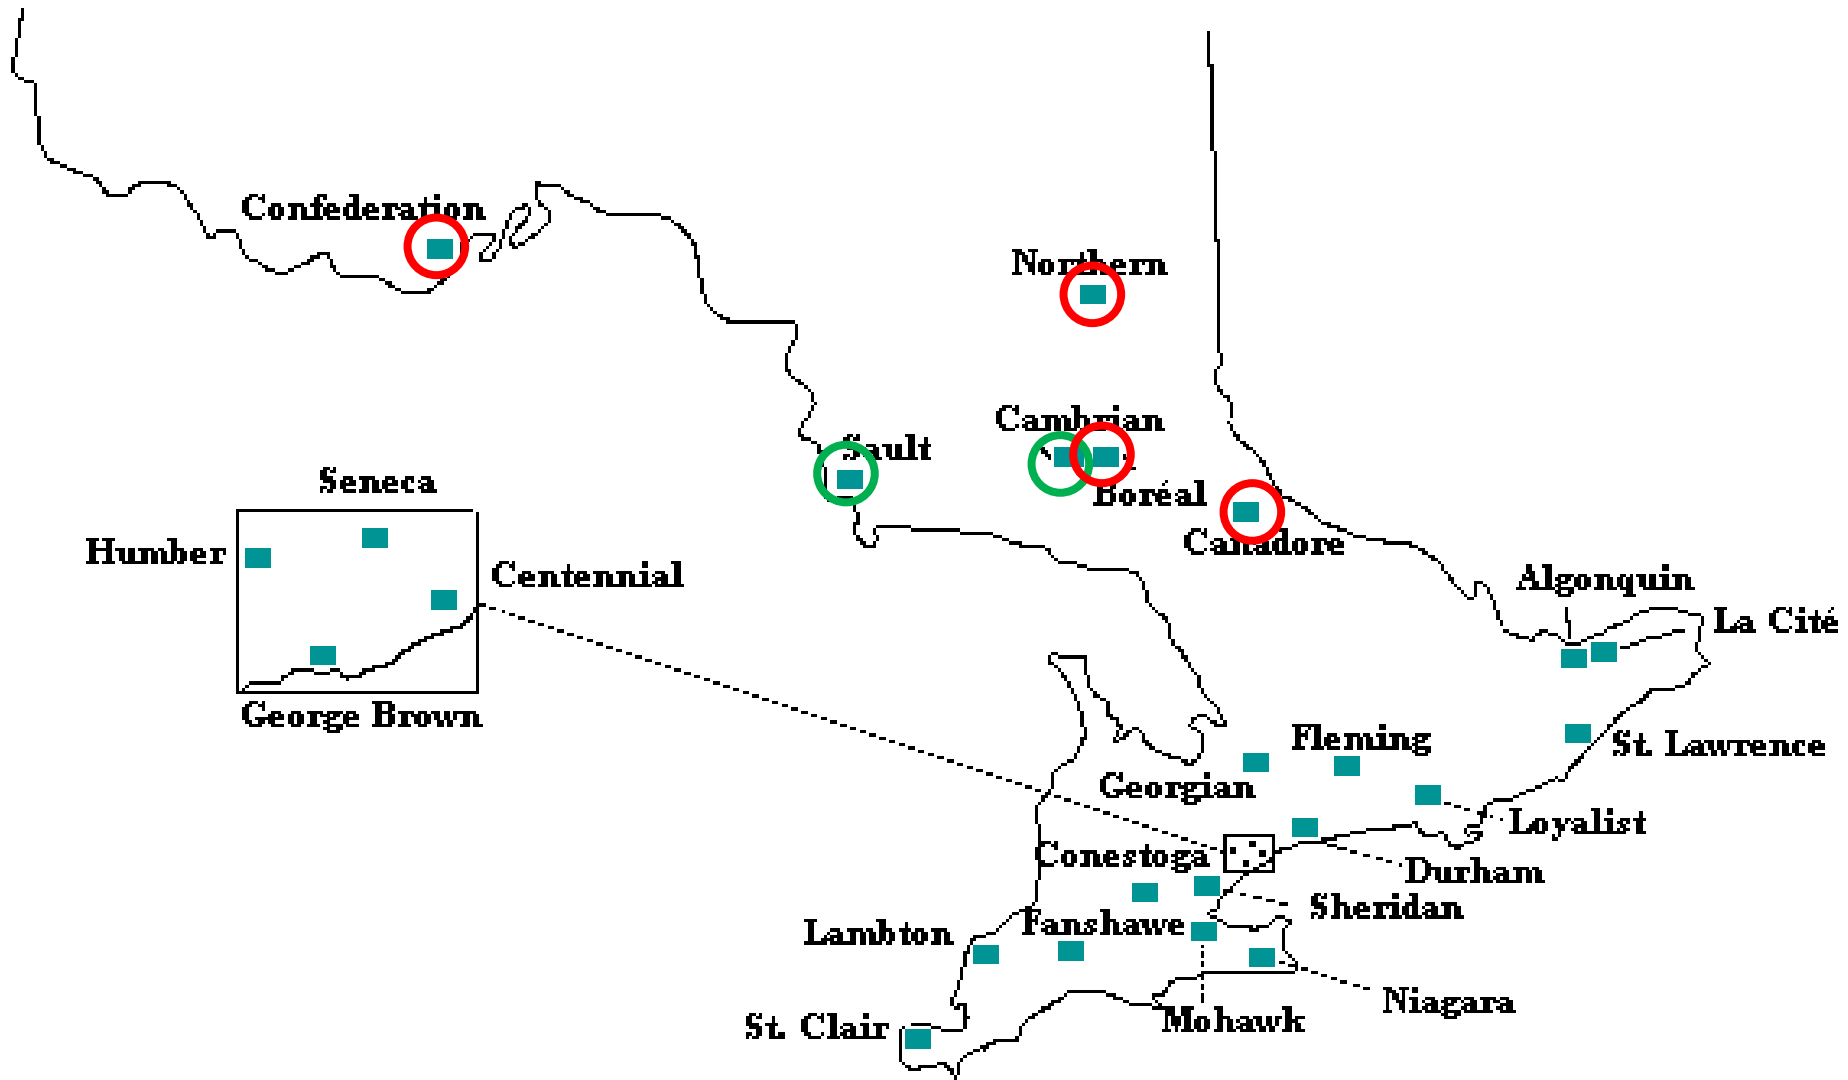 Confederation
Northern
Cambrian
Sault
Boréal
Seneca
Canadore
Humber
Centennial
Algonquin
La Cité
George Brown
Fleming
St. Lawrence
Georgian
Loyalist
Conestoga
Durham
Sheridan
Fanshawe
Lambton
Niagara
Mohawk
St. Clair